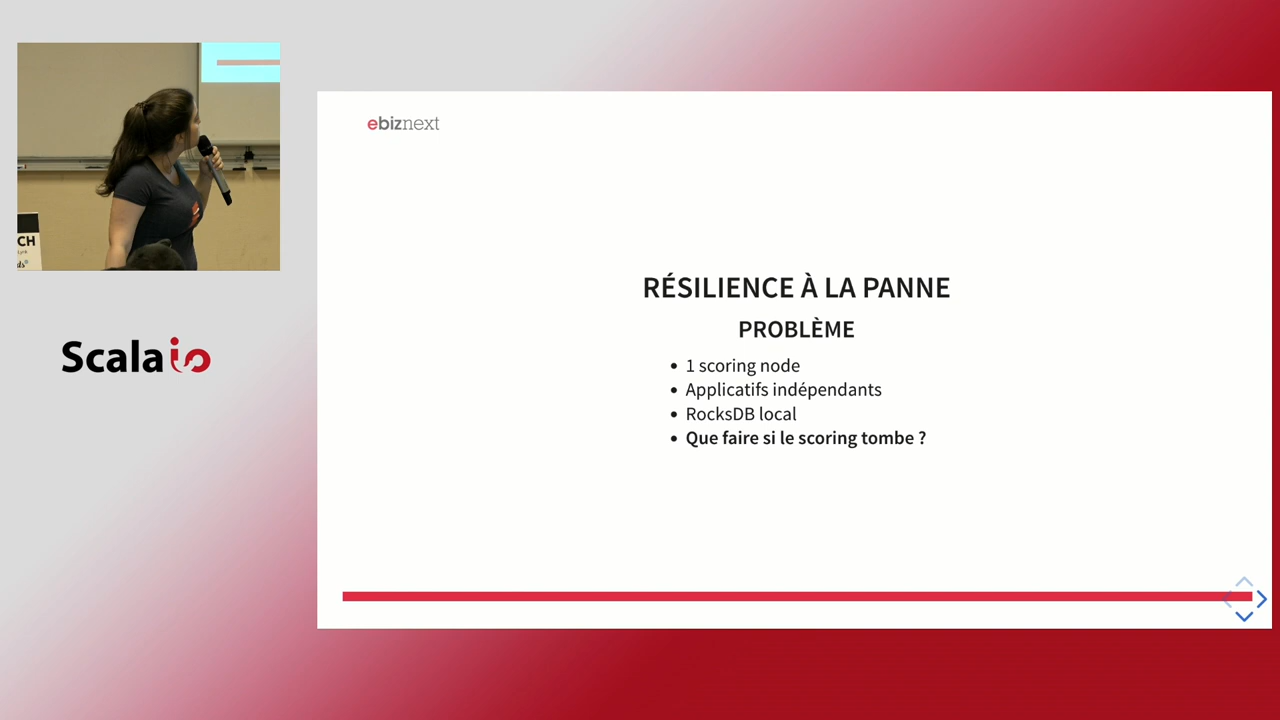 ebiznext
RÉSILIENCE À LA PANNE
PROBLÈME
• 1 scoring node
• Applicatifs indépendants
• RocksDB local
• Que faire si le scoring tombe ?
CH
Scala io